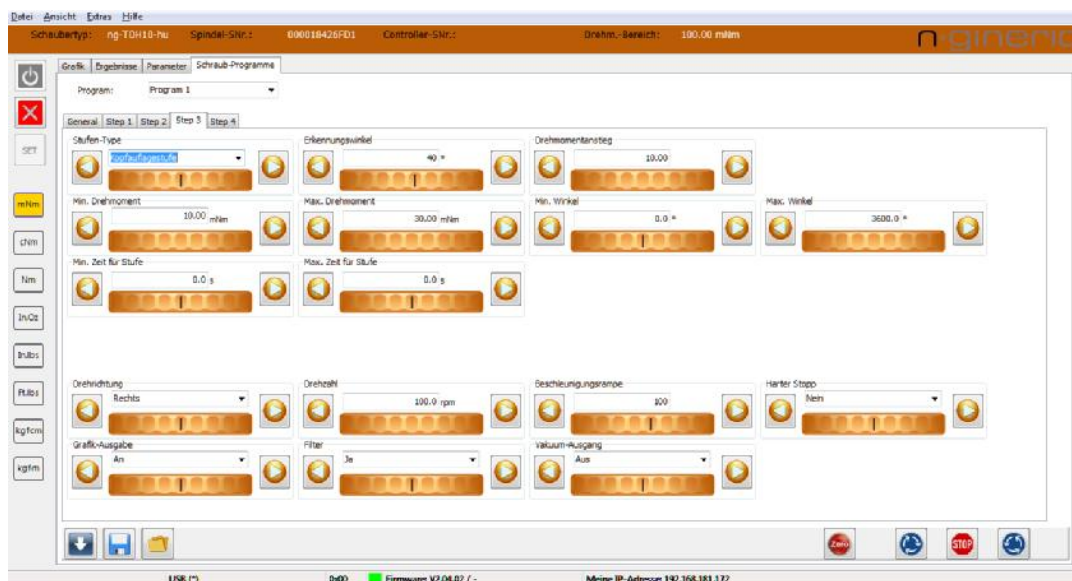 Datei Ansicht Extras Hilfe
Schaubertyp: ng-TDH10-hu Spindel-SNr.: 000018426FD1 Controller-SNr.: Drehm.-Bereich: 100.00 mNm n-gineric
Grafik Ergebnisse Parameter Schraub-Programme
Program: Program 1
General Step 1 Step 2 Step 3 Step 4
SET
mNm
cNm
Nm
In.Oz
In.lbs
Ft.lbs
kgfcm
kgfm
Stufen-Type Erkennungswinkel Drehmomentanstieg
Kopfauflagestufe 40 ° 10.00
Min. Drehmoment Max. Drehmoment Min. Winkel Max. Winkel
10.00 mNm 30.00 mNm 0.0 ° 3600.0 °
Min. Zeit für Stufe Max. Zeit für Stufe
0.0 s 0.0 s
Drehrichtung Drehzahl Beschleunigungsrampe Harter Stopp
Rechts 100.0 rpm 100 Nein
Grafik-Ausgabe Filter Vakuum-Ausgang
An Ja Aus
Zero STOP
USB (*) 0x00 Firmware V2.04.02 / - Meine IP-Adresse: 192.168.181.172